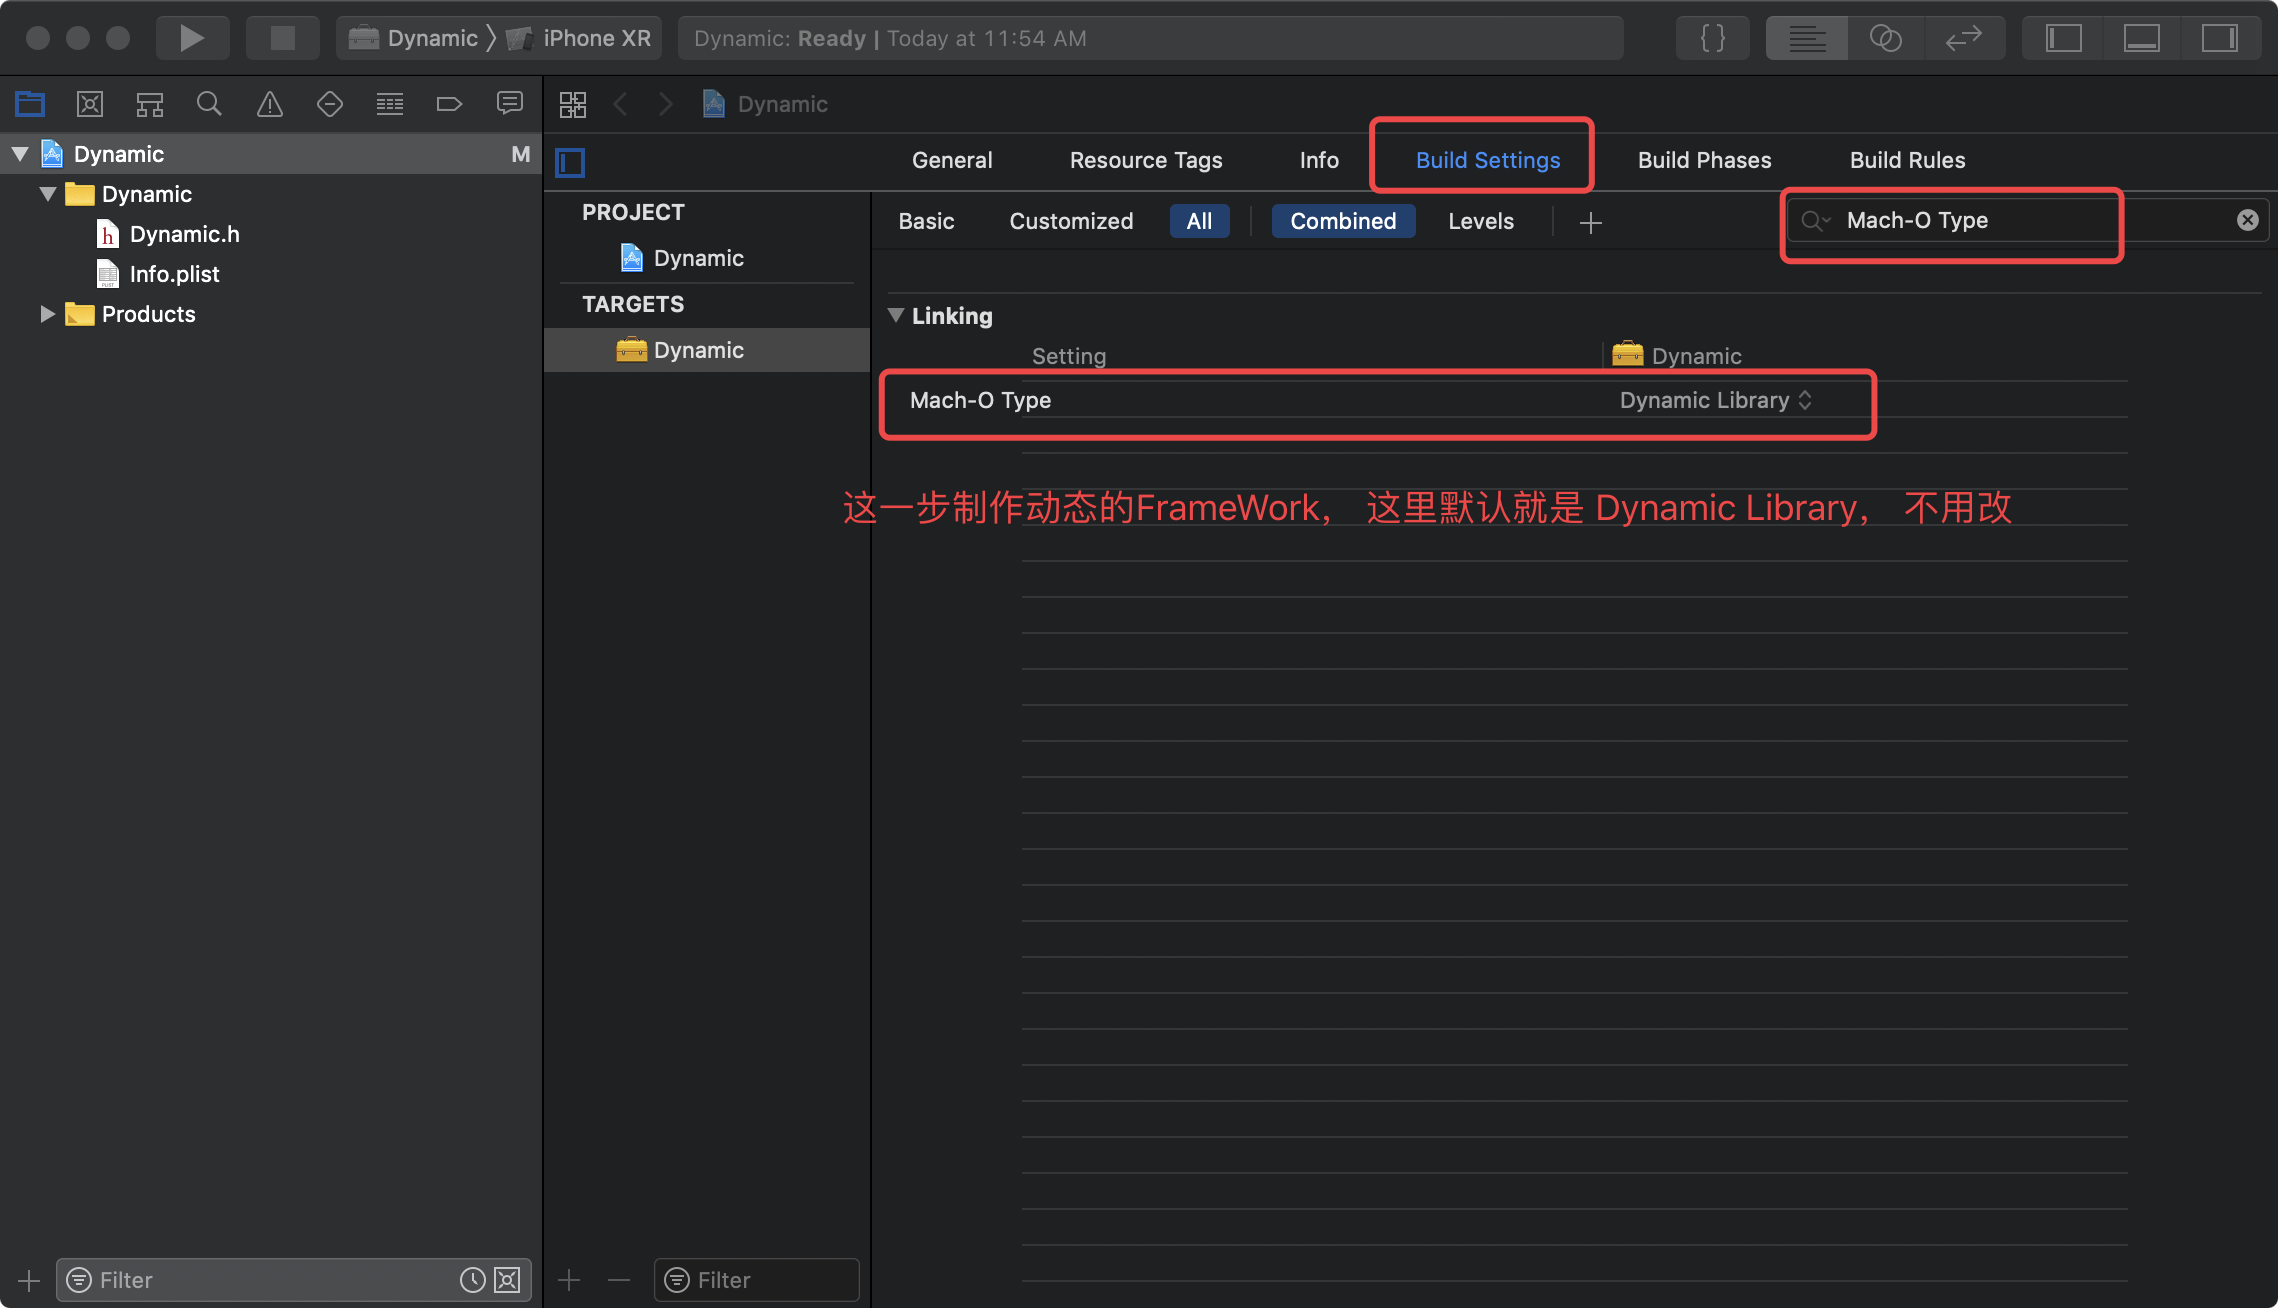 Dynamic 〉 iPhone XR
Dynamic: Ready | Today at 11:54 AM
{ }
Dynamic
Dynamic M
Dynamic
h Dynamic.h
Info.plist
Products
General Resource Tags Info Build Settings Build Phases Build Rules
PROJECT
Dynamic
TARGETS
Dynamic
Basic Customized All Combined Levels
Mach-O Type
Linking
Setting Dynamic
Mach-O Type Dynamic Library
这一步制作动态的FrameWork， 这里默认就是 Dynamic Library， 不用改
Filter
Filter